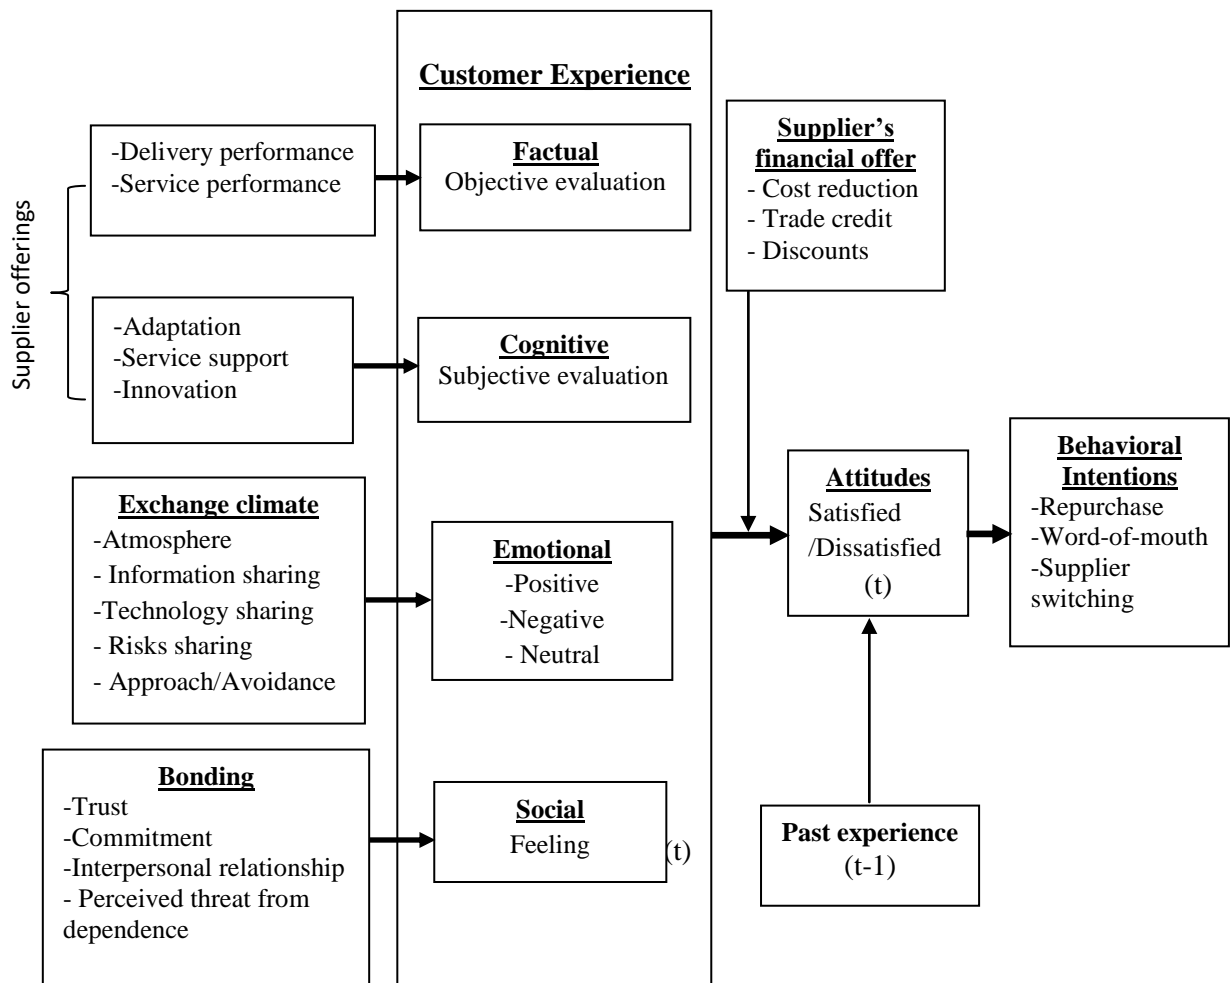 Customer Experience
Supplier offerings
-Delivery performance
-Service performance
Factual
Objective evaluation
Supplier’s
financial offer
- Cost reduction
- Trade credit
- Discounts
-Adaptation
-Service support
-Innovation
Cognitive
Subjective evaluation
Exchange climate
-Atmosphere
- Information sharing
-Technology sharing
- Risks sharing
- Approach/Avoidance
Emotional
-Positive
-Negative
- Neutral
Attitudes
Satisfied
/Dissatisfied
(t)
Behavioral
Intentions
-Repurchase
-Word-of-mouth
-Supplier
switching
Bonding
-Trust
-Commitment
-Interpersonal relationship
- Perceived threat from
dependence
Social
Feeling
(t)
Past experience
(t-1)